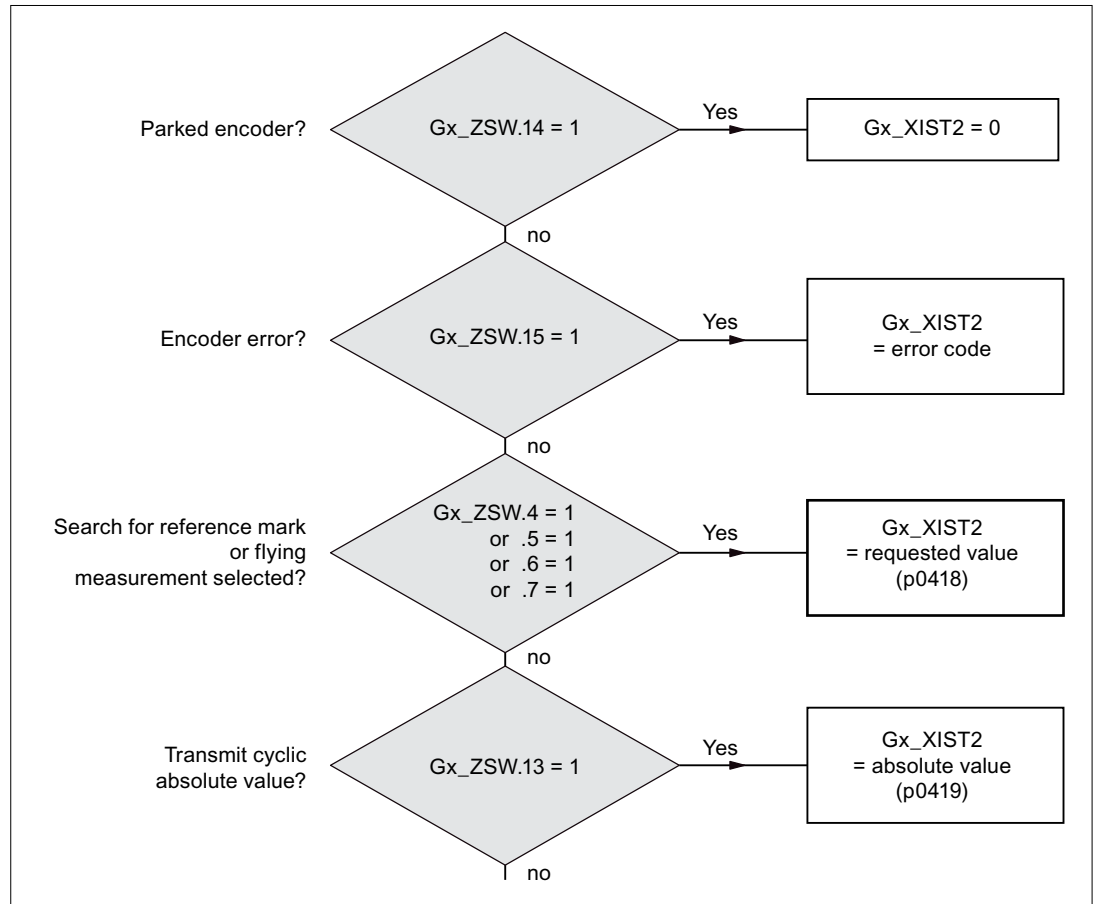 Parked encoder?
Gx_ZSW.14 = 1
Yes
Gx_XIST2 = 0
no
Encoder error?
Gx_ZSW.15 = 1
Yes
Gx_XIST2
= error code
no
Search for reference mark
or flying
measurement selected?
Gx_ZSW.4 = 1
or .5 = 1
or .6 = 1
or .7 = 1
Yes
Gx_XIST2
= requested value
(p0418)
no
Transmit cyclic
absolute value?
Gx_ZSW.13 = 1
Yes
Gx_XIST2
= absolute value
(p0419)
no